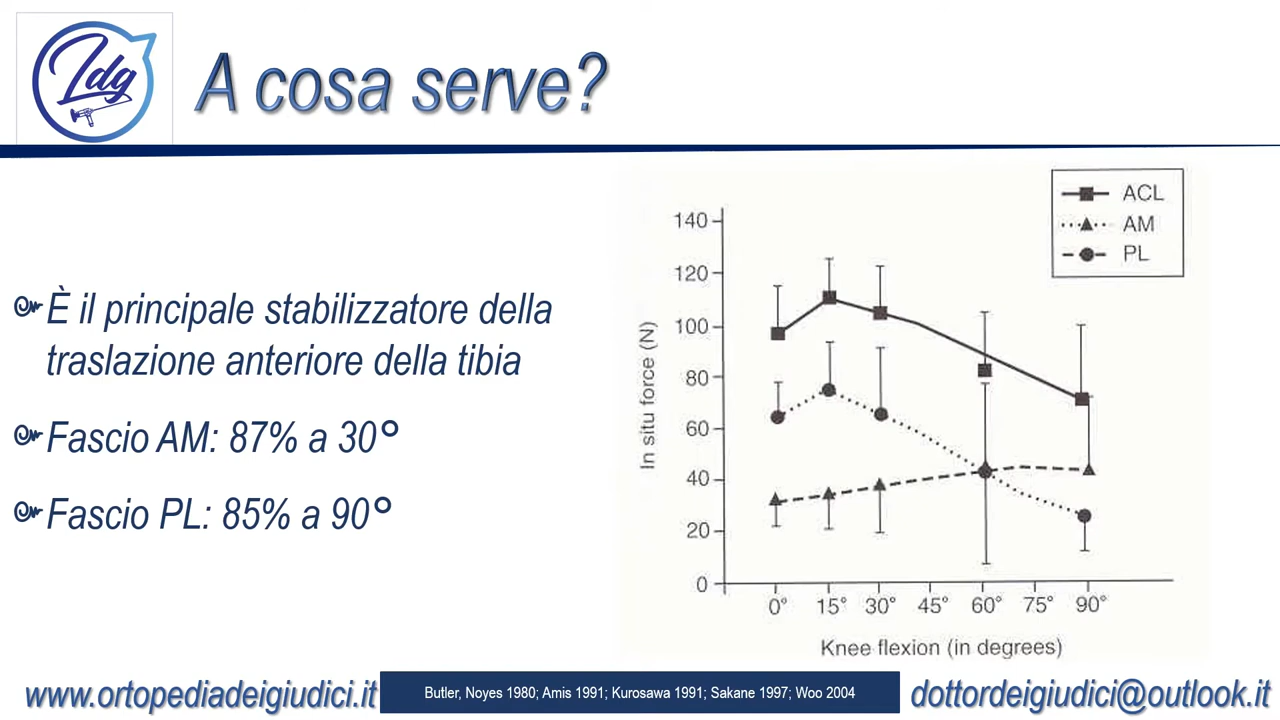 Ldg
A cosa serve?
È il principale stabilizzatore della
traslazione anteriore della tibia
Fascio AM: 87% a 30°
Fascio PL: 85% a 90°
ACL
AM
PL
140
120
100
80
60
40
20
0
In situ force (N)
0° 15° 30° 45° 60° 75° 90°
Knee flexion (in degrees)
www.ortopediadeigiudici.it
Butler, Noyes 1980; Amis 1991; Kurosawa 1991; Sakane 1997; Woo 2004
dottordeigiudici@outlook.it